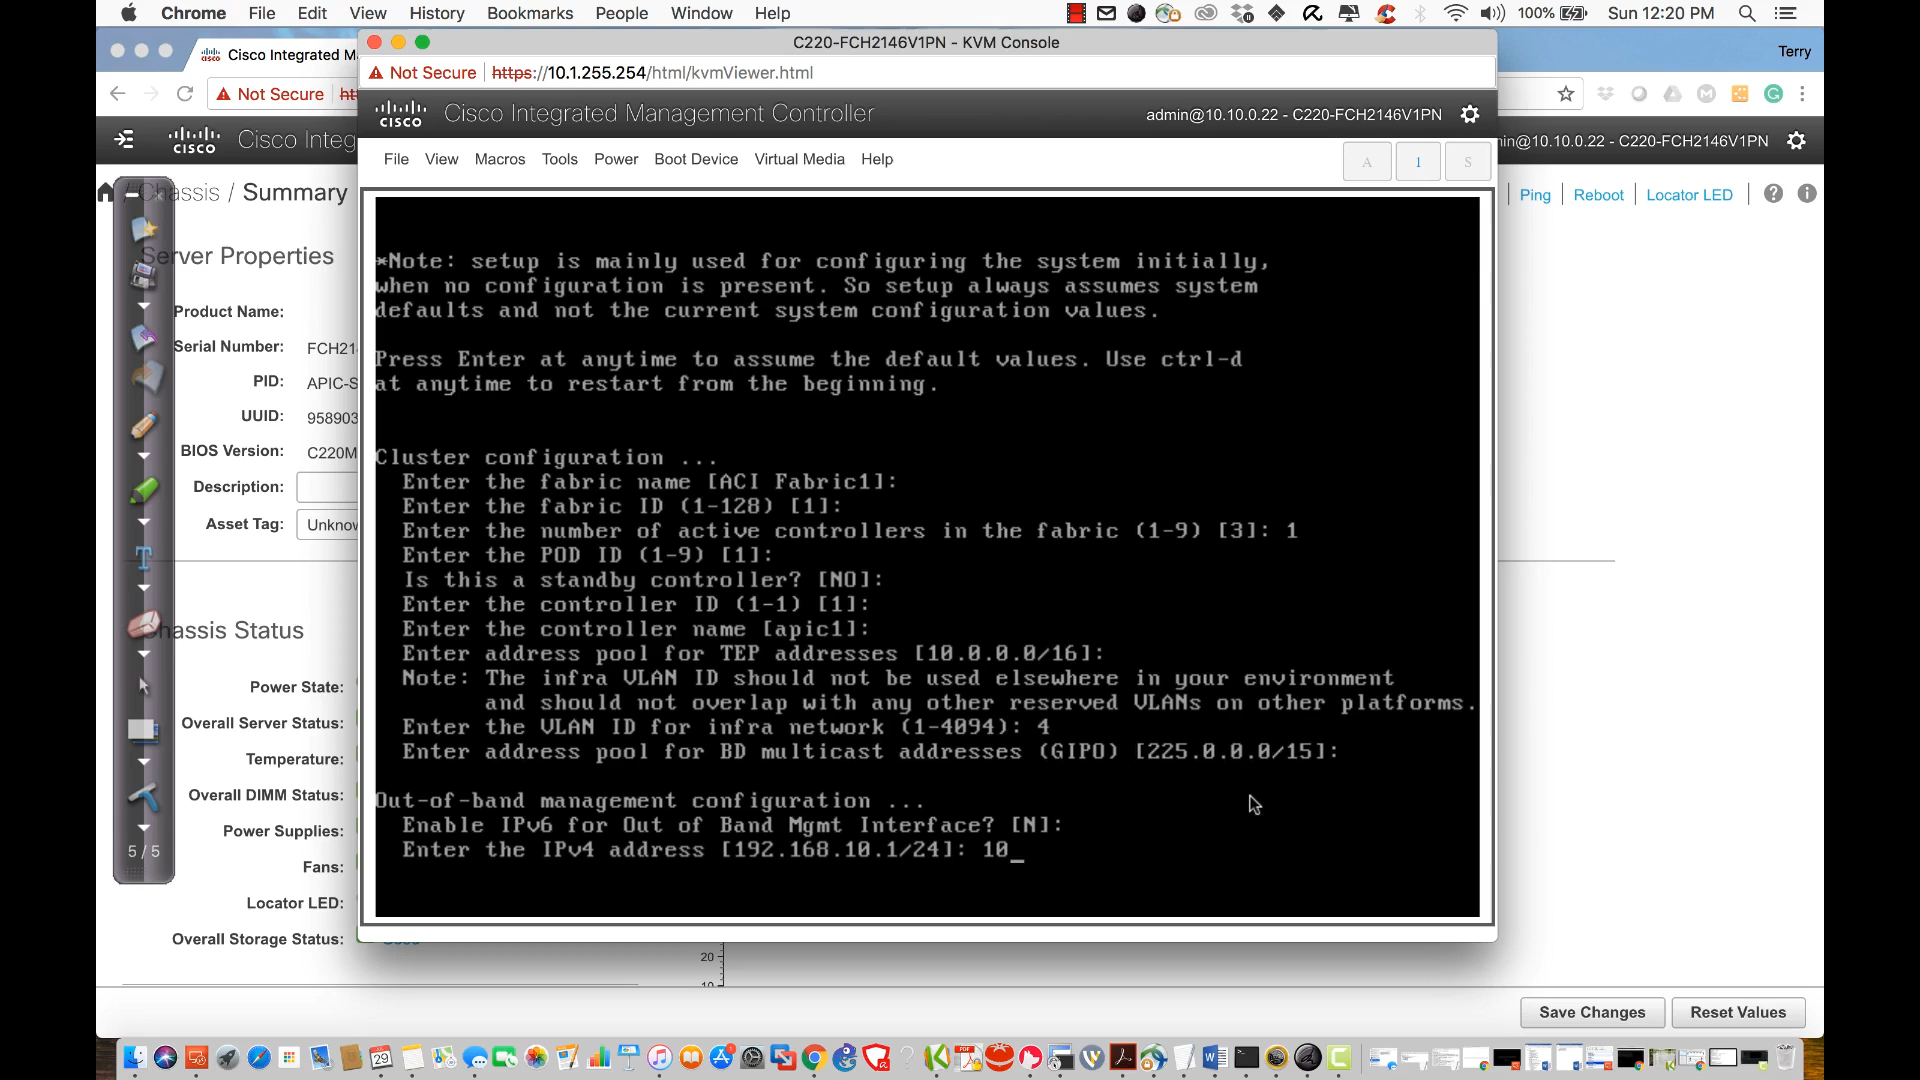 Chrome File Edit View History Bookmarks People Window Help 100% Sun 12:20 PM
C220-FCH2146V1PN - KVM Console
Cisco Integrated M
Terry
Not Secure https://10.1.255.254/html/kvmViewer.html
Not Secure
cisco Cisco Integrated Management Controller admin@10.10.0.22 - C220-FCH2146V1PN
cisco Cisco Integ
in@10.10.0.22 - C220-FCH2146V1PN
File View Macros Tools Power Boot Device Virtual Media Help A 1 S
Chassis / Summary
Ping Reboot Locator LED
Server Properties
Product Name:
Serial Number: FCH21
PID: APIC-S
UUID: 958903
BIOS Version: C220M
Description:
Asset Tag: Unknow
*Note: setup is mainly used for configuring the system initially,
when no configuration is present. So setup always assumes system
defaults and not the current system configuration values.
Press Enter at anytime to assume the default values. Use ctrl-d
at anytime to restart from the beginning.
Cluster configuration ...
Enter the fabric name [ACI Fabric1]:
Enter the fabric ID (1-128) [1]:
Enter the number of active controllers in the fabric (1-9) [3]: 1
Enter the POD ID (1-9) [1]:
Is this a standby controller? [NO]:
Enter the controller ID (1-1) [1]:
Enter the controller name [apic1]:
Enter address pool for TEP addresses [10.0.0.0/16]:
Note: The infra VLAN ID should not be used elsewhere in your environment
and should not overlap with any other reserved VLANs on other platforms.
Enter the VLAN ID for infra network (1-4094): 4
Enter address pool for BD multicast addresses (GIPO) [225.0.0.0/15]:
Out-of-band management configuration ...
Enable IPv6 for Out of Band Mgmt Interface? [N]:
Enter the IPv4 address [192.168.10.1/24]: 10_
Chassis Status
Power State:
Overall Server Status:
Temperature:
Overall DIMM Status:
Power Supplies:
Fans:
Locator LED:
Overall Storage Status:
5 / 5
20
Save Changes Reset Values